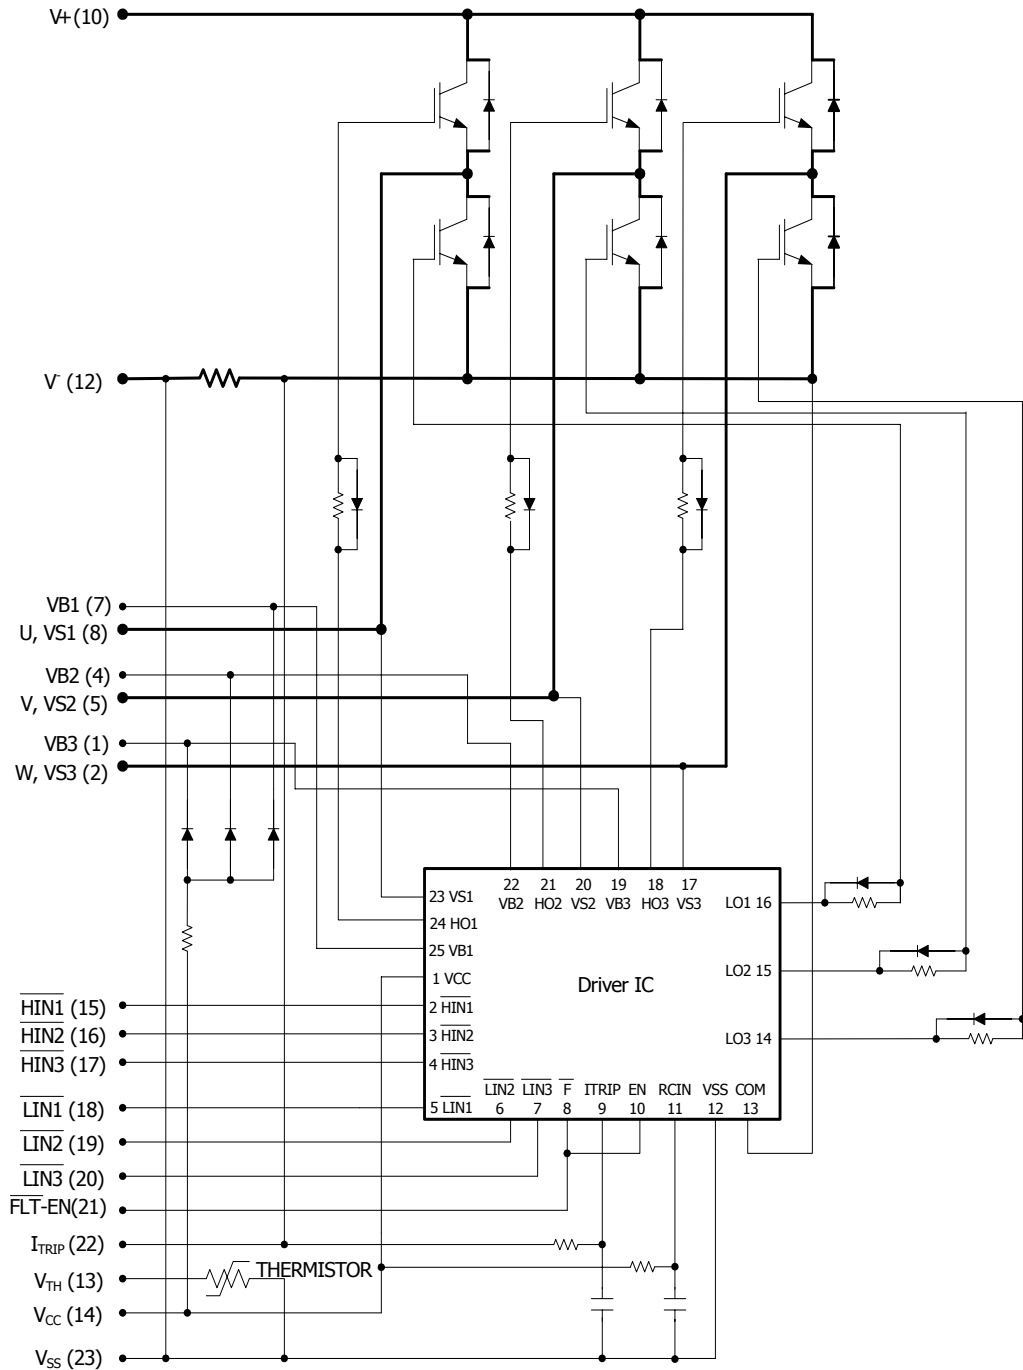 V+ (10)
V- (12)
VB1 (7)
U, VS1 (8)
VB2 (4)
V, VS2 (5)
VB3 (1)
W, VS3 (2)
22 21 20 19 18 17
VB2 HO2 VS2 VB3 HO3 VS3
23 VS1
24 HO1
25 VB1
1 VCC
2 HIN1
3 HIN2
4 HIN3
5 LIN1
Driver IC
LO1 16
LO2 15
LO3 14
LIN2 LIN3 F ITRIP EN RCIN VSS COM
6 7 8 9 10 11 12 13
HIN1 (15)
HIN2 (16)
HIN3 (17)
LIN1 (18)
LIN2 (19)
LIN3 (20)
FLT-EN(21)
ITRIP (22)
VTH (13)
THERMISTOR
VCC (14)
VSS (23)